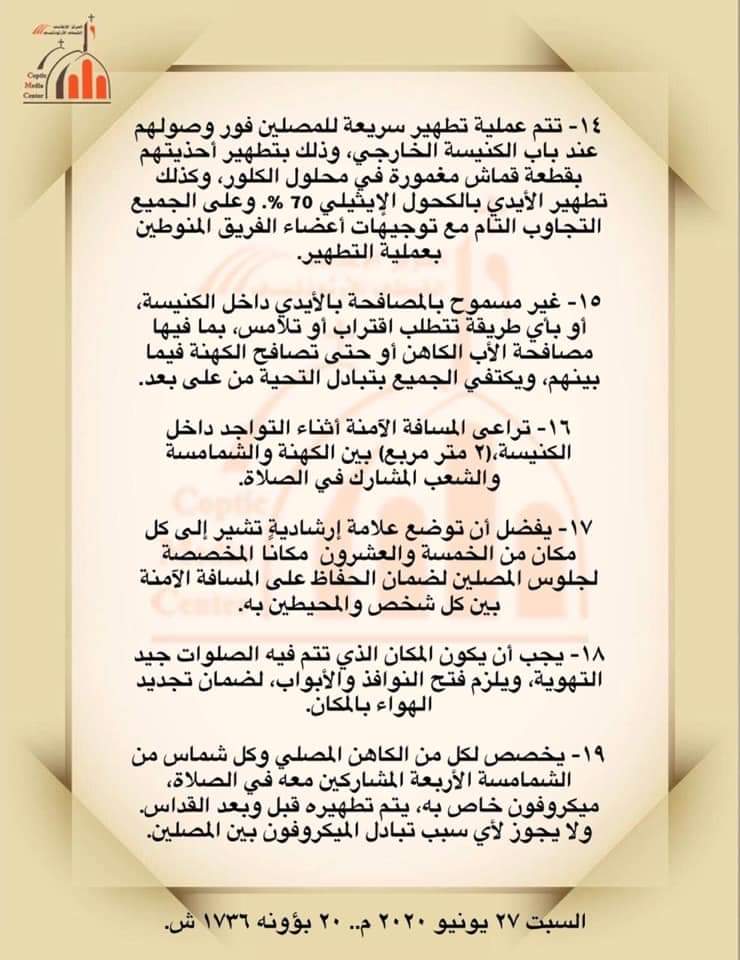 المركز الإعلامى
Coptic
Media
Center
١٤- تتم عملية تطهير سريعة للمصلين فور وصولهم
عند باب الكنيسة الخارجي، وذلك بتطهير أحذيتهم
بقطعة قماش مغمورة في محلول الكلور، وكذلك
تطهير الأيدي بالكحول الإيثيلي 70 %. وعلى الجميع
التجاوب التام مع توجيهات أعضاء الفريق المنوطين
بعملية التطهير.
١٥- غير مسموح بالمصافحة بالأيدي داخل الكنيسة،
أو بأي طريقة تتطلب اقتراب أو تلامس، بما فيها
مصافحة الأب الكاهن أو حتى تصافح الكهنة فيما
بينهم، ويكتفي الجميع بتبادل التحية من على بعد.
١٦- تراعى المسافة الآمنة أثناء التواجد داخل
الكنيسة،(٢ متر مربع) بين الكهنة والشمامسة
والشعب المشارك في الصلاة.
١٧- يفضل أن توضع علامة إرشاديةٍ تشير إلى كل
مكان من الخمسة والعشرون مكانًا المخصصة
لجلوس المصلين لضمان الحفاظ على المسافة الآمنة
بين كل شخص والمحيطين به.
١٨- يجب أن يكون المكان الذي تتم فيه الصلوات جيد
التهوية، ويلزم فتح النوافذ والأبواب، لضمان تجديد
الهواء بالمكان.
١٩- يخصص لكل من الكاهن المصلي وكل شماس من
الشمامسة الأربعة المشاركين معه في الصلاة،
ميكروفون خاص به، يتم تطهيره قبل وبعد القداس.
ولا يجوز لأي سبب تبادل الميكروفون بين المصلين.
السبت ٢٧ يونيو ٢٠٢٠ م.. ٢٠ بؤونه ١٧٣٦ ش.